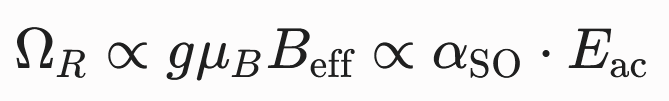 Ω_R ∝ gμ_B B_eff ∝ α_SO · E_ac